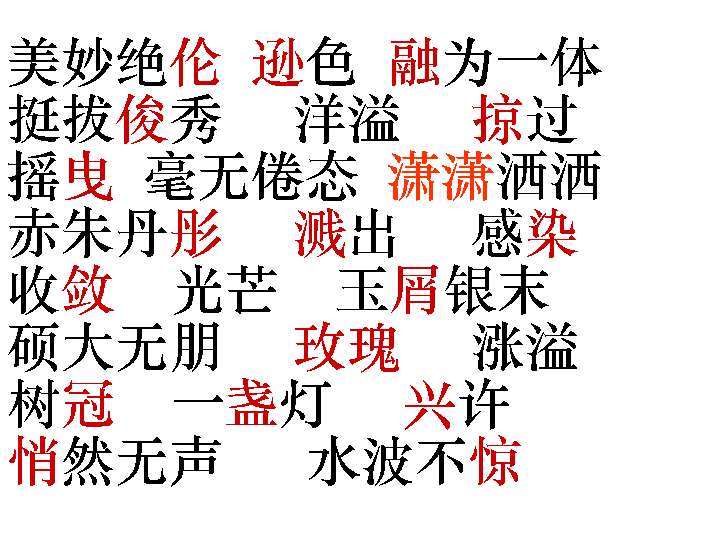 美妙绝伦 逊色 融为一体
挺拔俊秀 洋溢 掠过
摇曳 毫无倦态 潇潇洒洒
赤朱丹彤 溅出 感染
收敛 光芒 玉屑银末
硕大无朋 玫瑰 涨溢
树冠 一盏灯 兴许
悄然无声 水波不惊